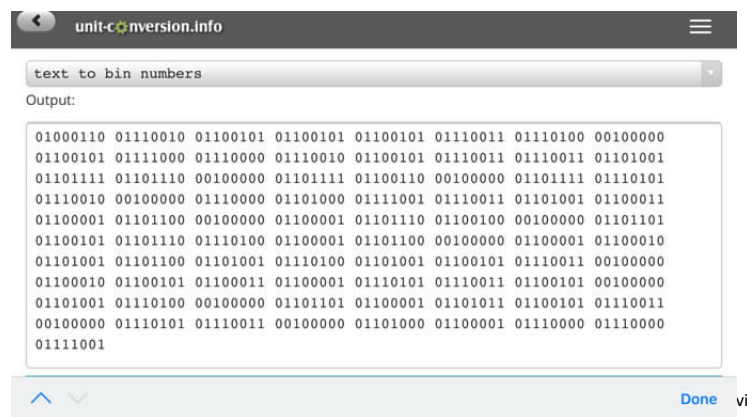 unit-conversion.info
text to bin numbers
Output:
01000110 01110010 01100101 01100101 01100101 01110011 01110100 00100000
01100101 01111000 01110000 01110010 01100101 01110011 01110011 01101001
01101111 01101110 00100000 01101111 01100110 00100000 01101111 01110101
01110010 00100000 01110000 01101000 01111001 01110011 01101001 01100011
01100001 01101100 00100000 01100001 01101110 01100100 00100000 01101101
01100101 01101110 01110100 01100001 01101100 00100000 01100001 01100010
01101001 01101100 01101001 01110100 01101001 01100101 01110011 00100000
01100010 01100101 01100011 01100001 01110101 01110011 01100101 00100000
01101001 01110100 00100000 01101101 01100001 01101011 01100101 01110011
00100000 01110101 01110011 00100000 01101000 01100001 01110000 01110000
01111001
Done
vi